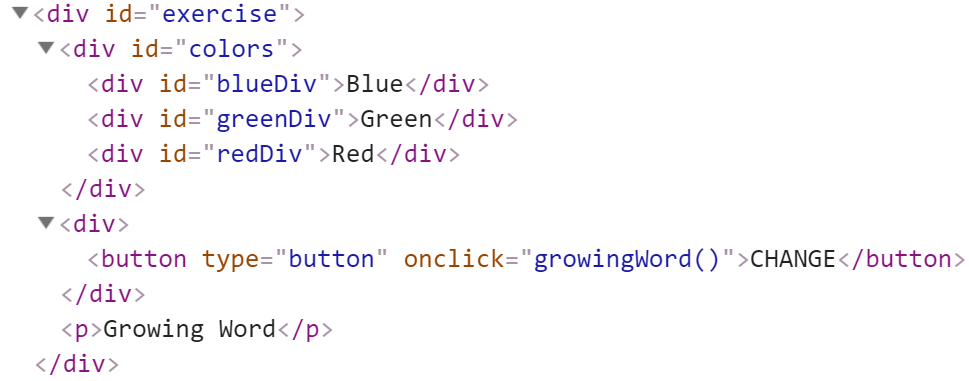 <div id="exercise">
<div id="colors">
<div id="blueDiv">Blue</div>
<div id="greenDiv">Green</div>
<div id="redDiv">Red</div>
</div>
<div>
<button type="button" onclick="growingWord()">CHANGE</button>
</div>
<p>Growing Word</p>
</div>